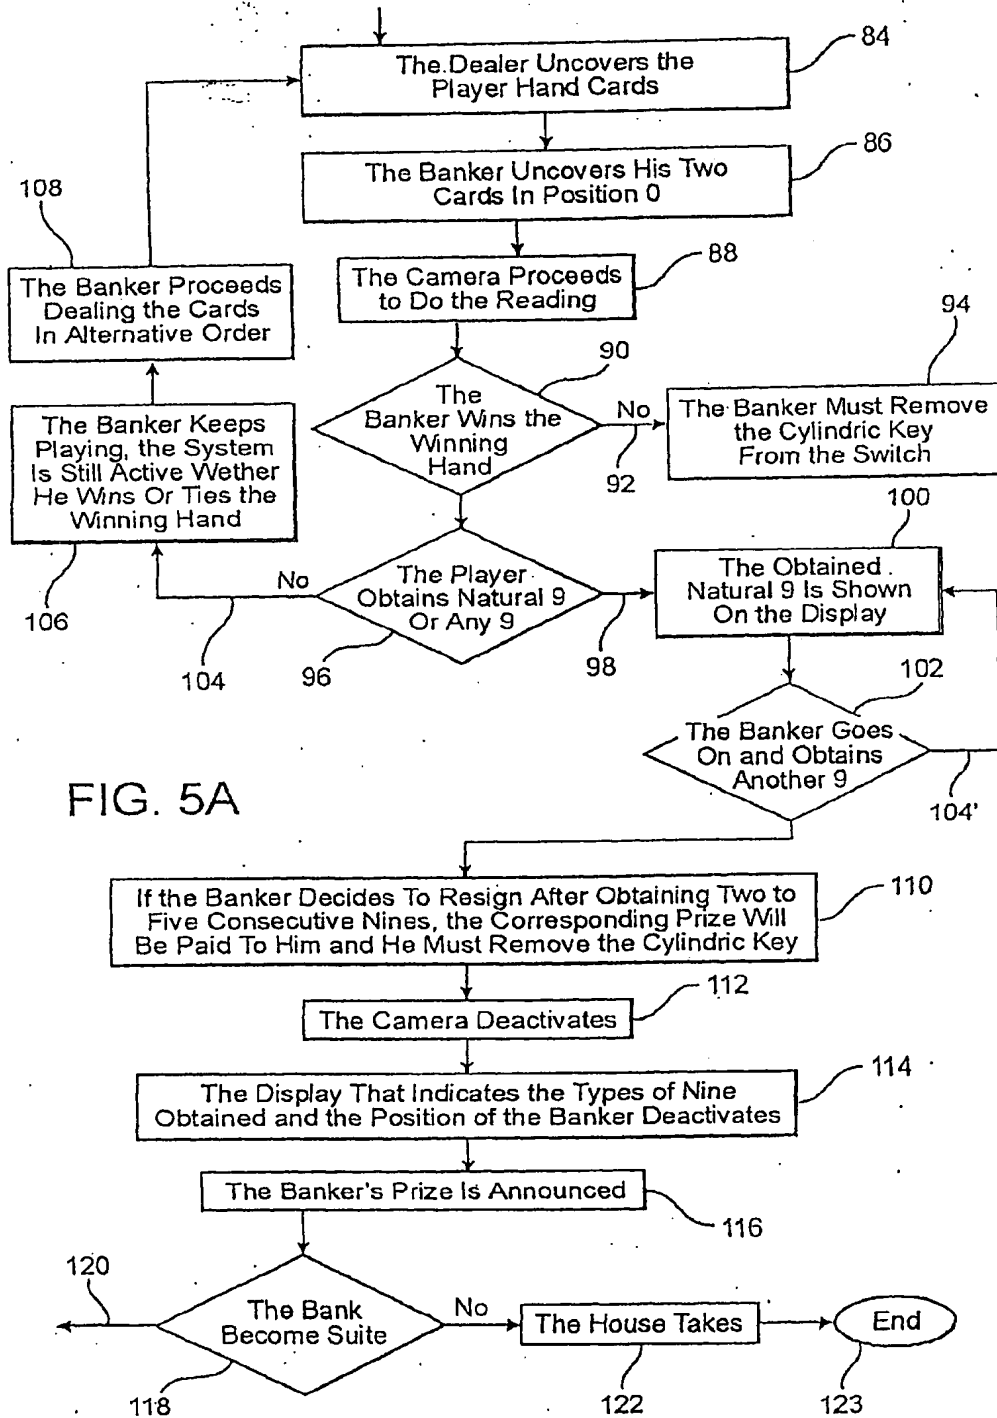 84
The Dealer Uncovers the
Player Hand Cards
86
The Banker Uncovers His Two
Cards In Position 0
108
88
The Camera Proceeds
to Do the Reading
The Banker Proceeds
Dealing the Cards
In Alternative Order
94
90
The
Banker Wins the
Winning
Hand
No
92
The Banker Must Remove
the Cylindric Key
From the Switch
The Banker Keeps
Playing, the System
Is Still Active Wether
He Wins Or Ties the
Winning Hand
106
100
The Obtained
Natural 9 Is Shown
On the Display
No
The Player
Obtains Natural 9
Or Any 9
104
96
98
102
The Banker Goes
On and Obtains
Another 9
104'
FIG. 5A
If the Banker Decides To Resign After Obtaining Two to
Five Consecutive Nines, the Corresponding Prize Will
Be Paid To Him and He Must Remove the Cylindric Key
110
112
The Camera Deactivates
114
The Display That Indicates the Types of Nine
Obtained and the Position of the Banker Deactivates
The Banker's Prize Is Announced
116
120
The Bank
Become Suite
No
The House Takes
End
118
122
123